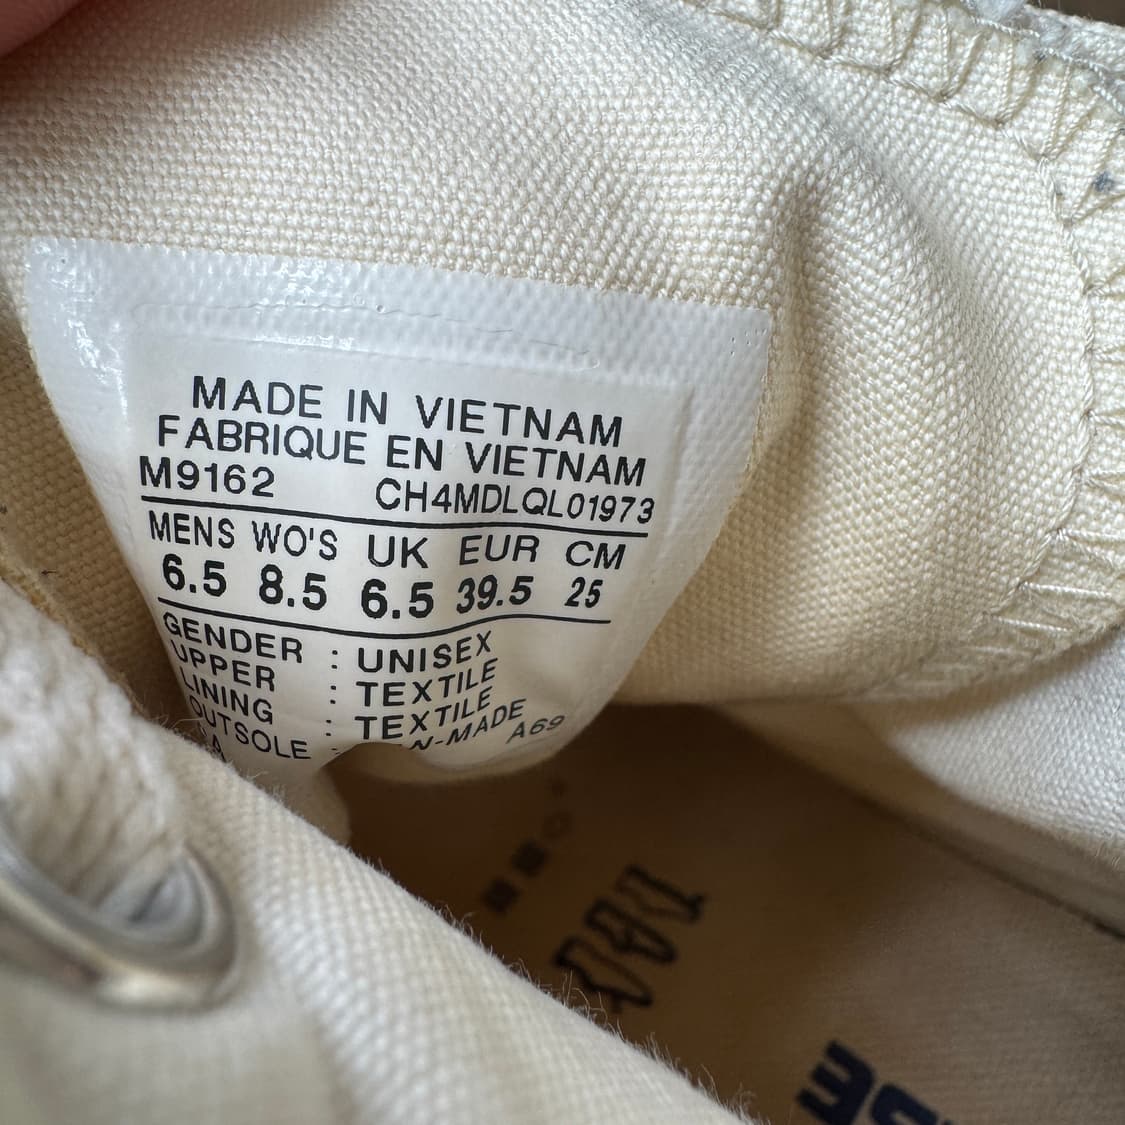 MADE IN VIETNAM
FABRIQUE EN VIETNAM
M9162 CH4MDLQL01973
MENS WO'S UK EUR CM
6.5 8.5 6.5 39.5 25
GENDER : UNISEX
UPPER : TEXTILE
LINING : TEXTILE
OUTSOLE : N-MADE
A69